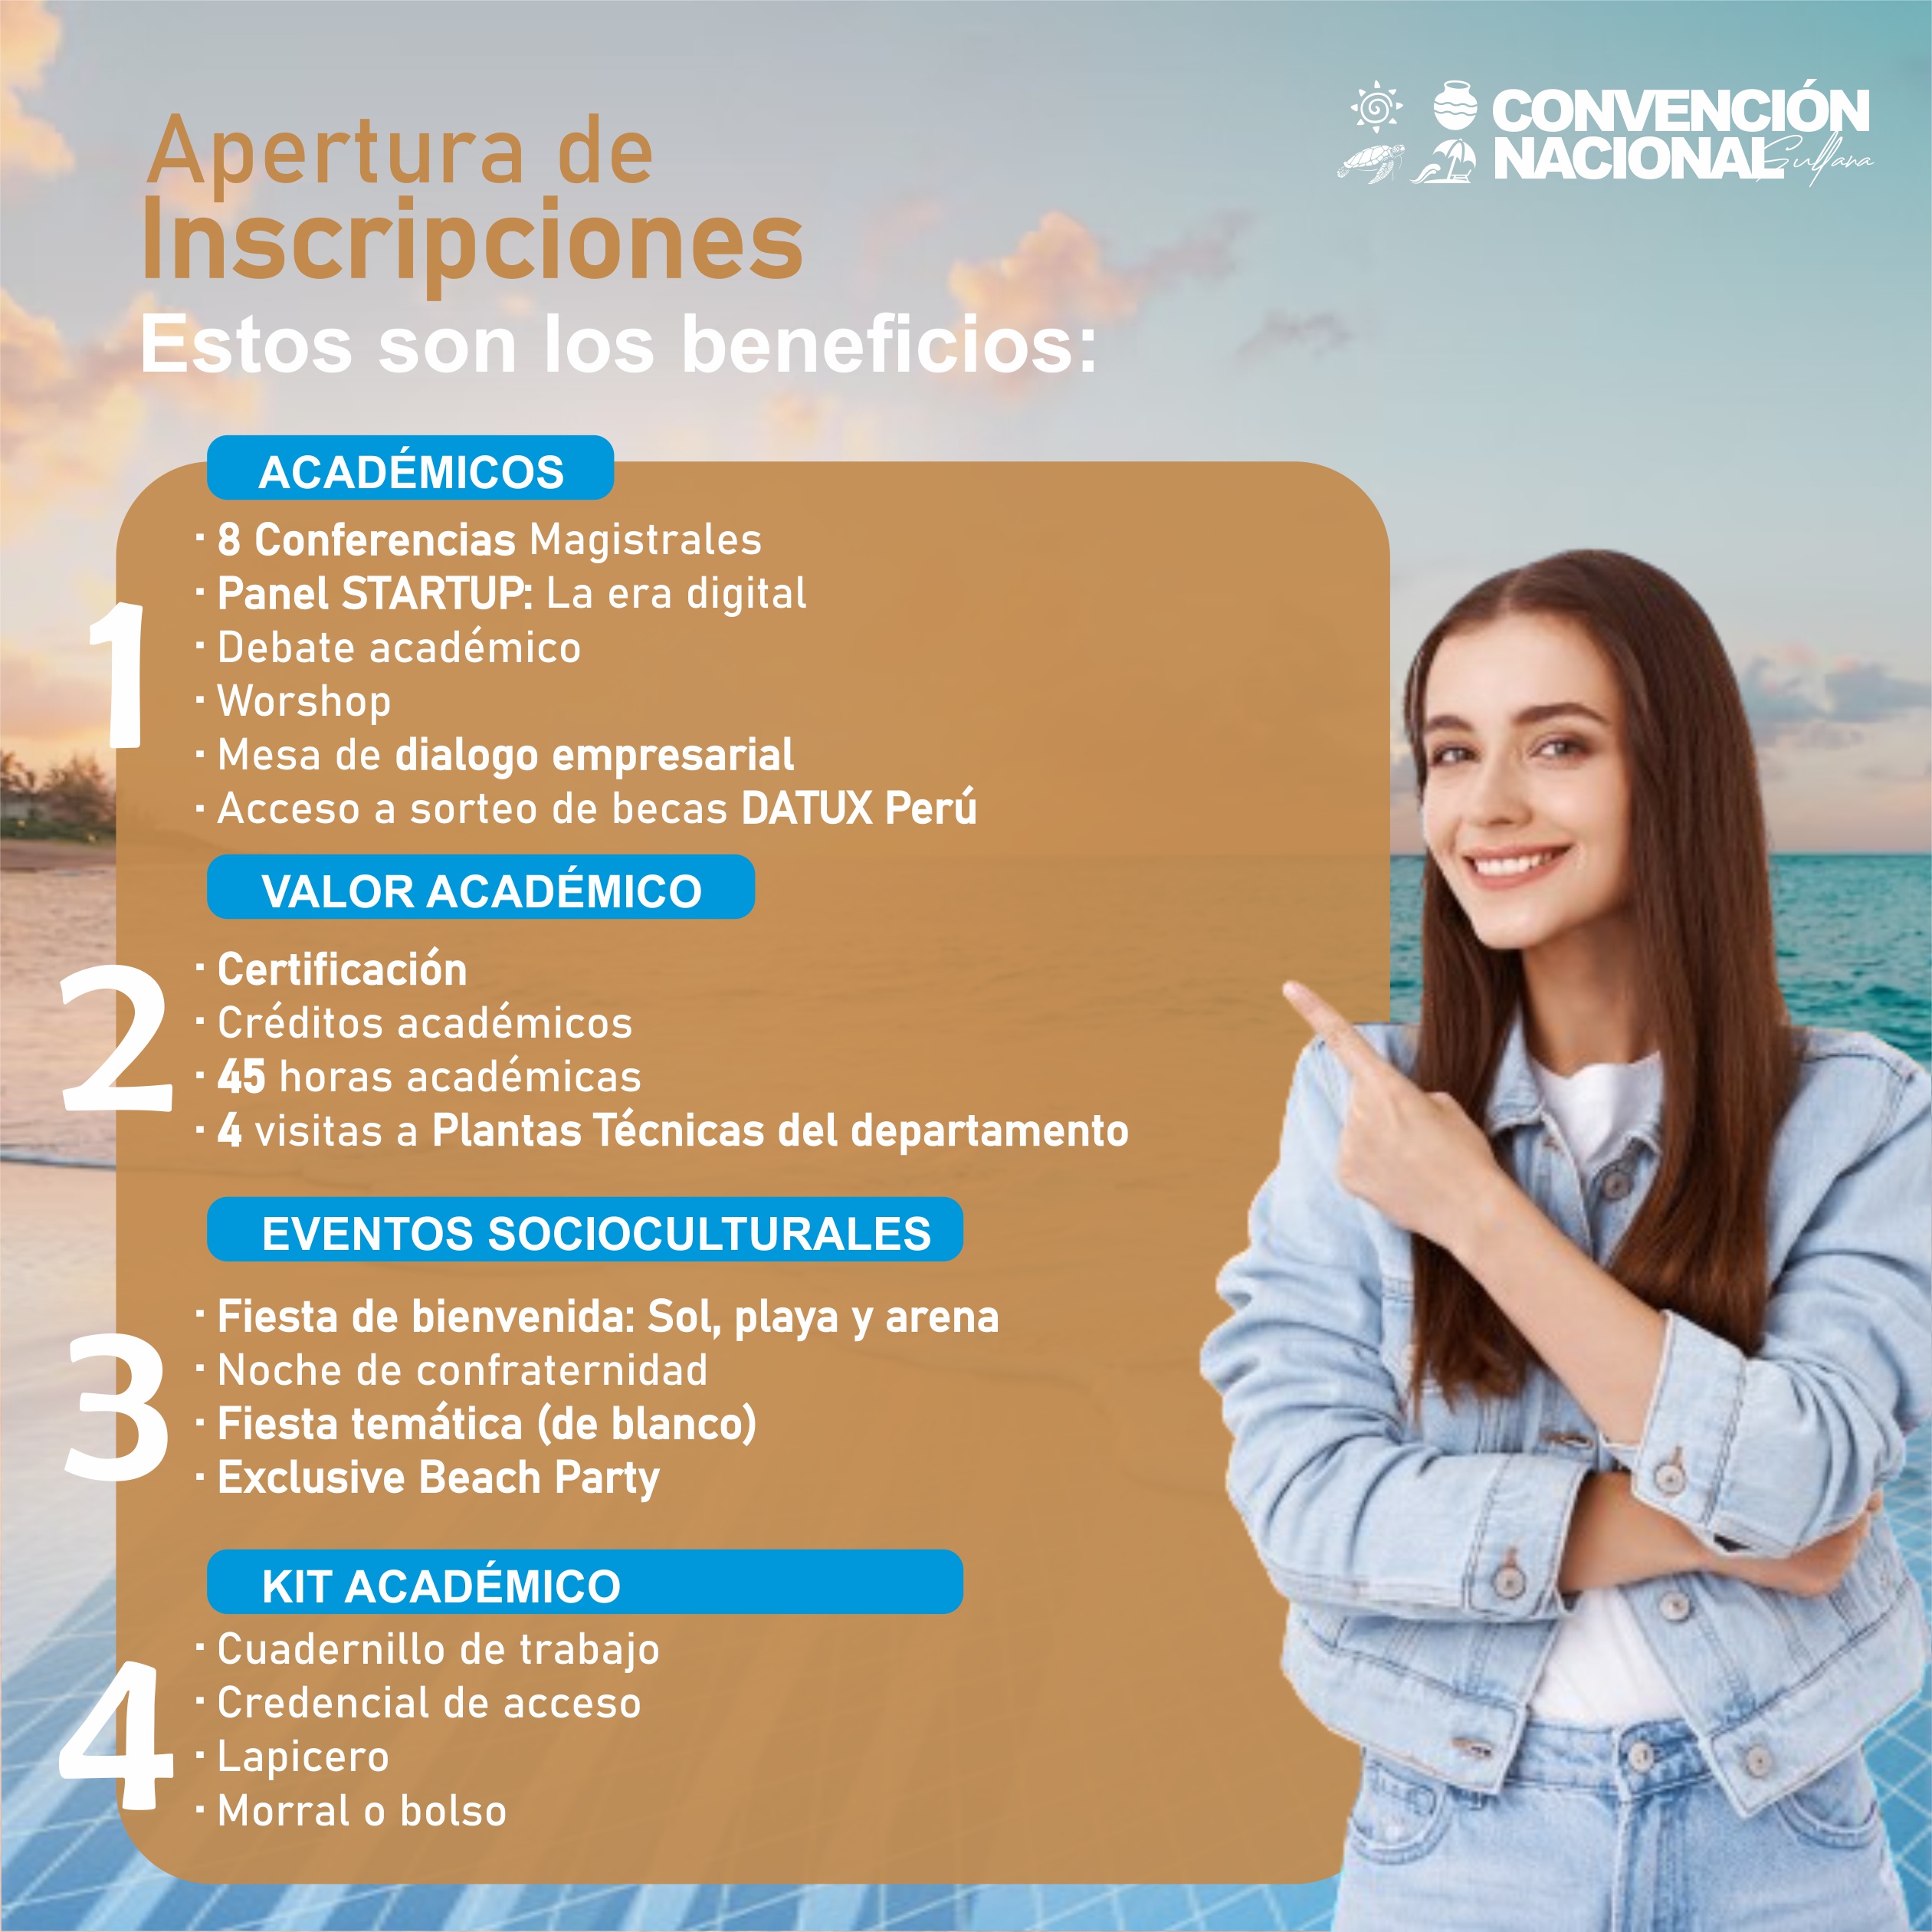 CONVENCIÓN
NACIONAL Sullana
Apertura de
Inscripciones
Estos son los beneficios:
ACADÉMICOS
1
· 8 Conferencias Magistrales
· Panel STARTUP: La era digital
· Debate académico
· Worshop
· Mesa de dialogo empresarial
· Acceso a sorteo de becas DATUX Perú
VALOR ACADÉMICO
2
· Certificación
· Créditos académicos
· 45 horas académicas
· 4 visitas a Plantas Técnicas del departamento
EVENTOS SOCIOCULTURALES
3
· Fiesta de bienvenida: Sol, playa y arena
· Noche de confraternidad
· Fiesta temática (de blanco)
· Exclusive Beach Party
KIT ACADÉMICO
4
· Cuadernillo de trabajo
· Credencial de acceso
· Lapicero
· Morral o bolso